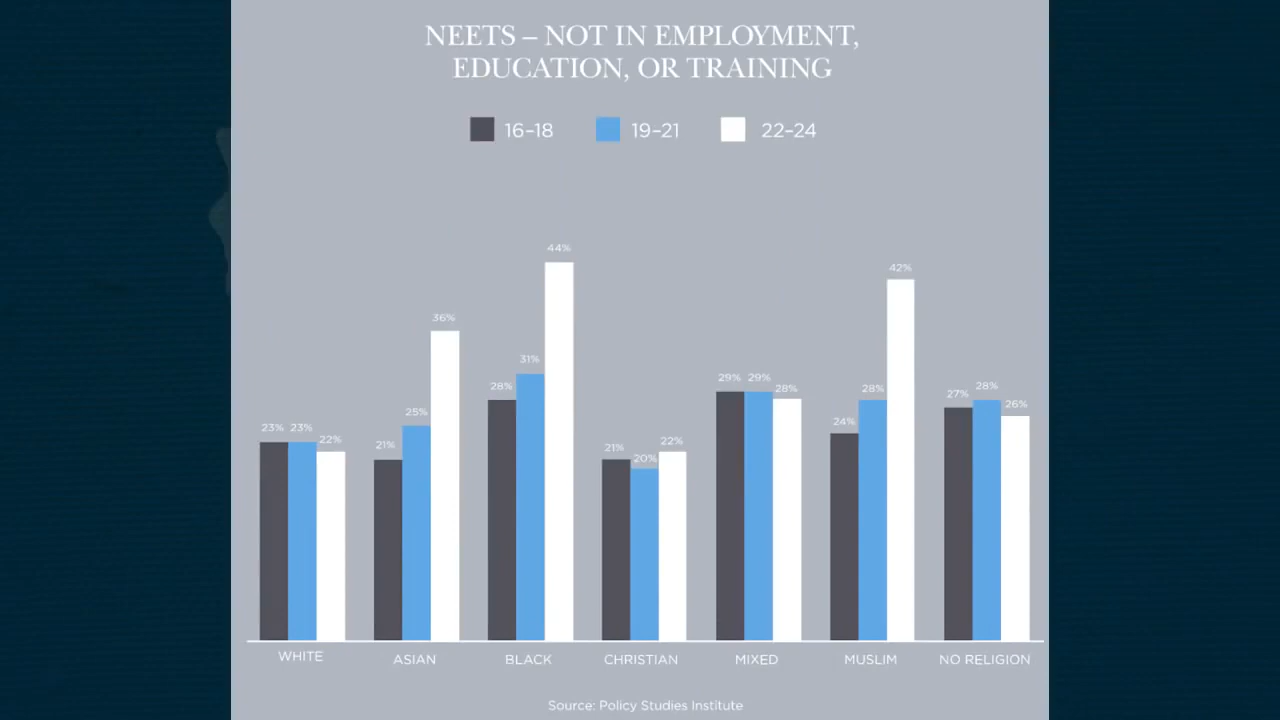 NEETS – NOT IN EMPLOYMENT,
EDUCATION, OR TRAINING
16–18 19–21 22–24
23% 23% 22%
21% 25% 36%
28% 31% 44%
21% 20% 22%
29% 29% 28%
24% 28% 42%
27% 28% 26%
WHITE ASIAN BLACK CHRISTIAN MIXED MUSLIM NO RELIGION
Source: Policy Studies Institute